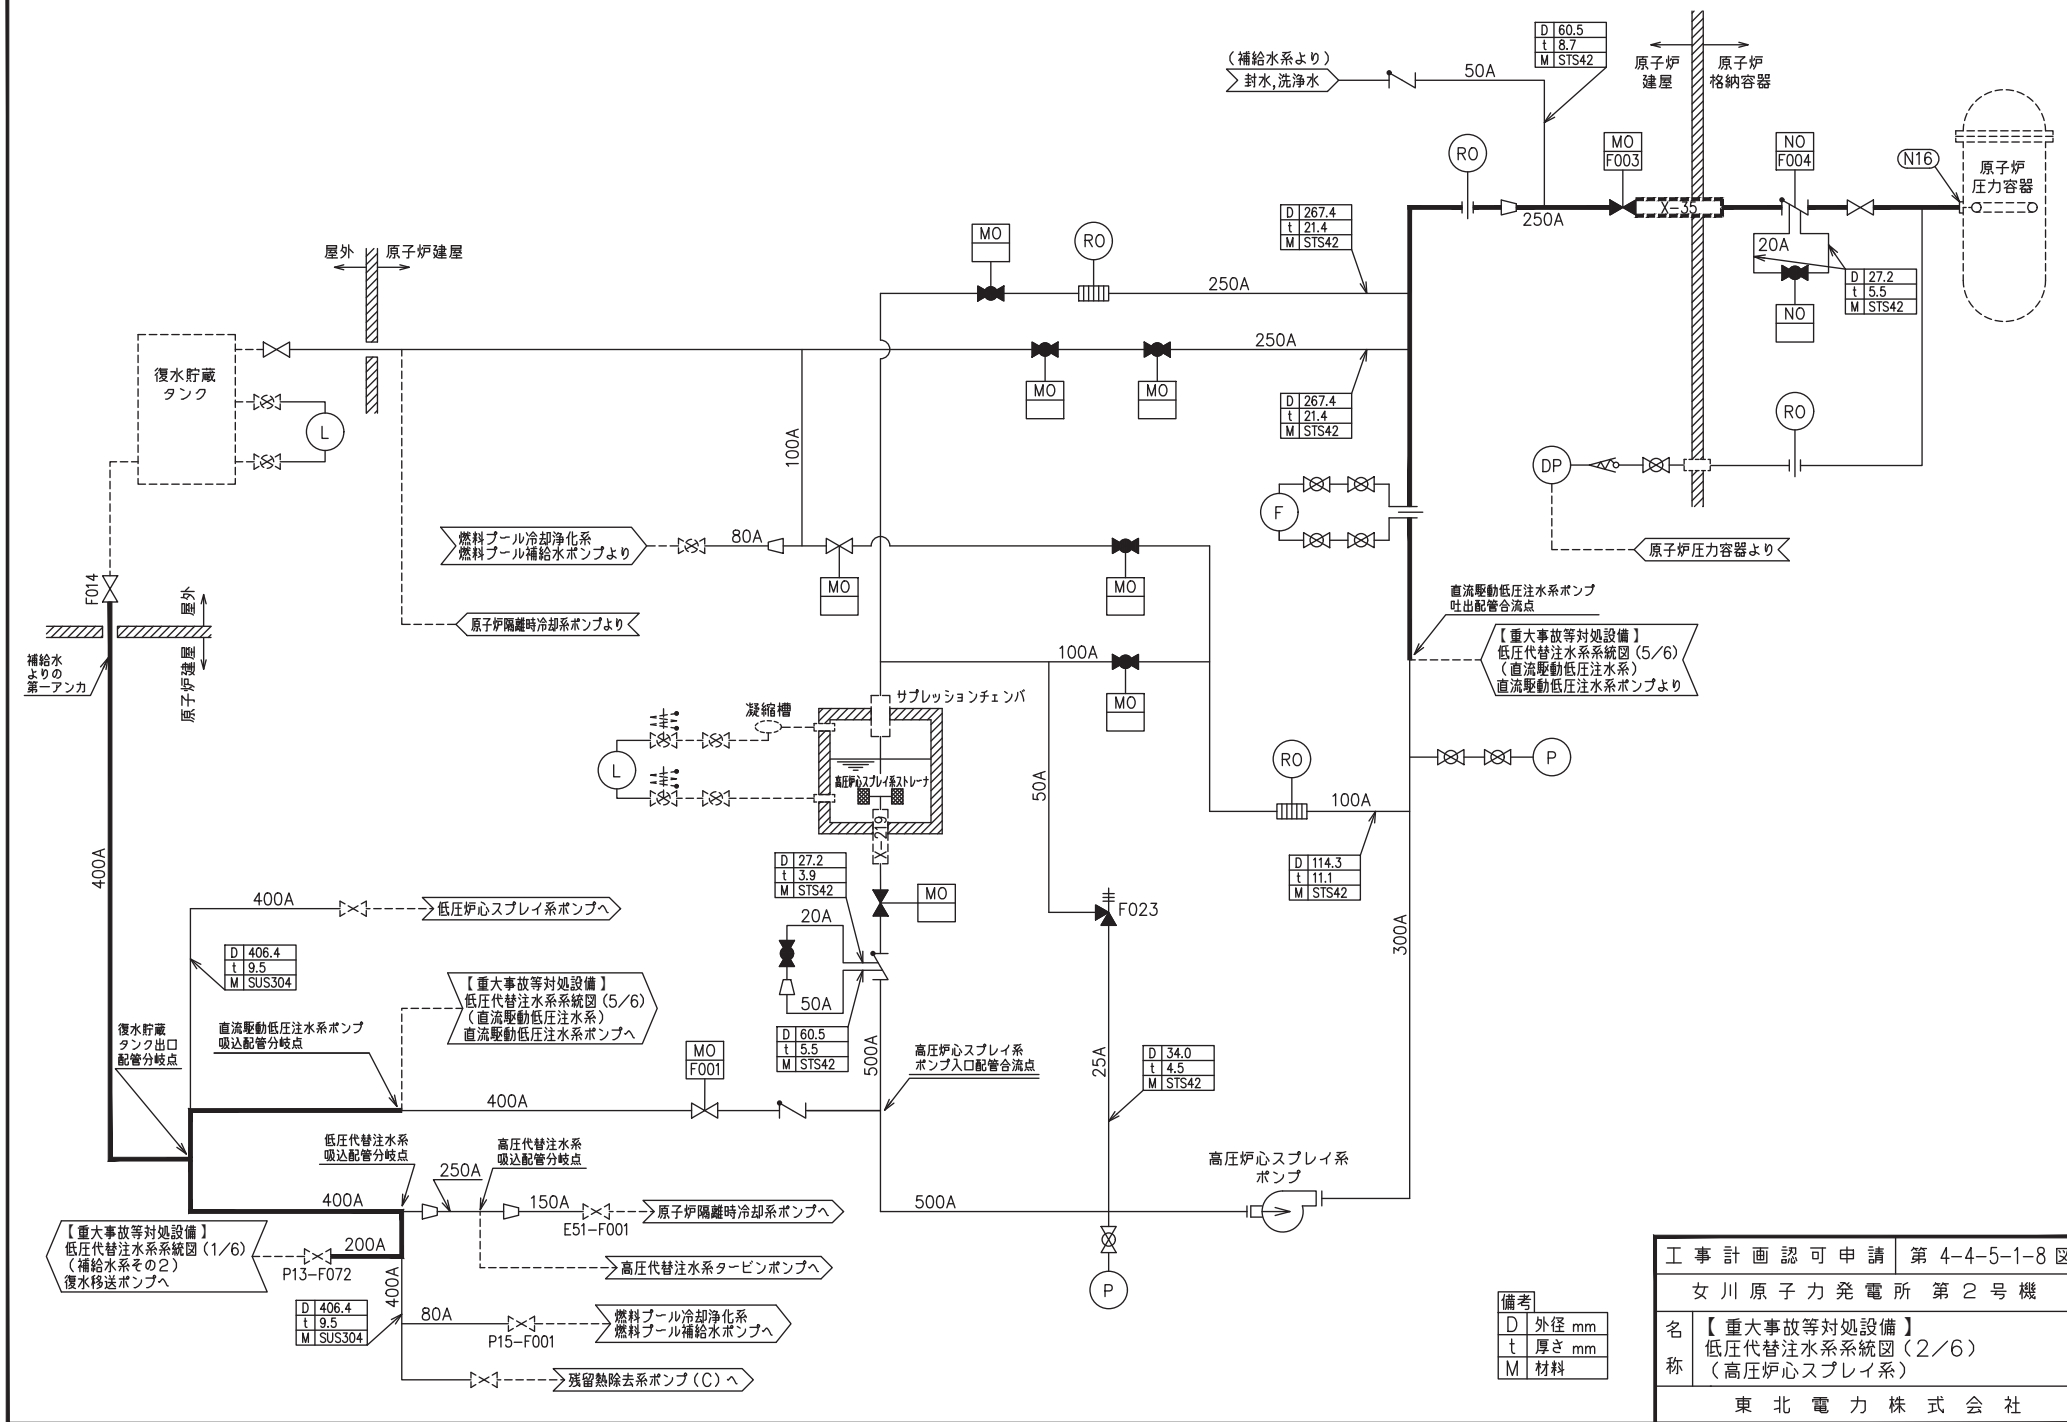 (補給水系より)
封水,洗浄水
50A
D 60.5
t 8.7
M STS42
原子炉
建屋
原子炉
格納容器
RO
MO
F003
NO
F004
N16
原子炉
圧力容器
X-35
250A
20A
D 27.2
t 5.5
M STS42
NO
RO
DP
原子炉圧力容器より
屋外
原子炉建屋
MO
RO
250A
D 267.4
t 21.4
M STS42
250A
MO
MO
D 267.4
t 21.4
M STS42
復水貯蔵
タンク
L
100A
F
燃料プール冷却浄化系
燃料プール補給水ポンプより
80A
MO
MO
原子炉隔離時冷却系ポンプより
F014
屋外
原子炉建屋
補給水
よりの
第一アンカ
直流駆動低圧注水系ポンプ
吐出配管合流点
【重大事故等対処設備】
低圧代替注水系系統図(5/6)
(直流駆動低圧注水系)
直流駆動低圧注水系ポンプより
100A
MO
サプレッションチェンバ
凝縮槽
L
高圧炉心スプレイ系ストレーナ
X-219
50A
RO
100A
P
D 114.3
t 11.1
M STS42
400A
D 27.2
t 3.9
M STS42
MO
20A
50A
D 60.5
t 5.5
M STS42
500A
F023
300A
400A
低圧炉心スプレイ系ポンプへ
D 406.4
t 9.5
M SUS304
【重大事故等対処設備】
低圧代替注水系系統図(5/6)
(直流駆動低圧注水系)
直流駆動低圧注水系ポンプへ
復水貯蔵
タンク出口
配管分岐点
直流駆動低圧注水系ポンプ
吸込配管分岐点
MO
F001
400A
高圧炉心スプレイ系
ポンプ入口配管合流点
25A
D 34.0
t 4.5
M STS42
低圧代替注水系
吸込配管分岐点
高圧代替注水系
吸込配管分岐点
250A
400A
150A
E51-F001
原子炉隔離時冷却系ポンプへ
500A
高圧炉心スプレイ系
ポンプ
【重大事故等対処設備】
低圧代替注水系系統図(1/6)
(補給水系その2)
復水移送ポンプへ
200A
P13-F072
高圧代替注水系タービンポンプへ
P
400A
D 406.4
t 9.5
M SUS304
80A
P15-F001
燃料プール冷却浄化系
燃料プール補給水ポンプへ
残留熱除去系ポンプ(C)へ
備考
D 外径 mm
t 厚さ mm
M 材料
工事計画認可申請 第 4-4-5-1-8 図
女川原子力発電所 第2号機
名称
【重大事故等対処設備】
低圧代替注水系系統図(2/6)
(高圧炉心スプレイ系)
東北電力株式会社